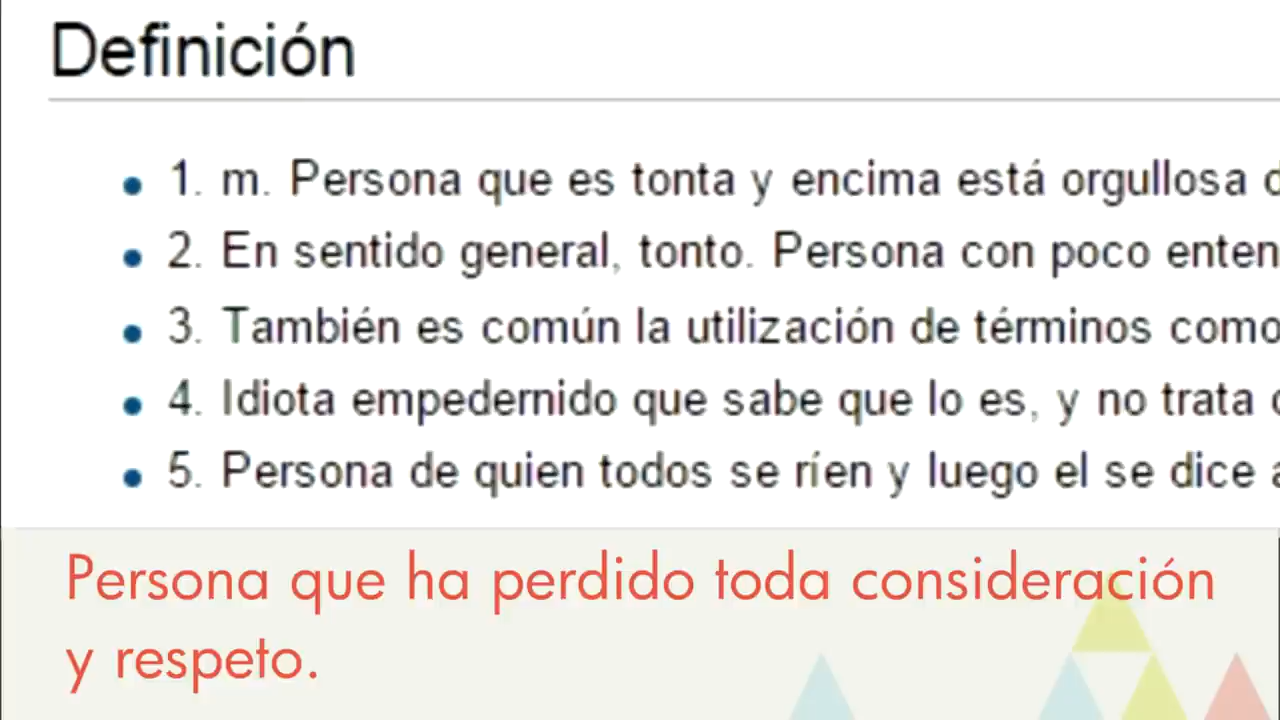 Definición
1. m. Persona que es tonta y encima está orgullosa
2. En sentido general, tonto. Persona con poco
3. También es común la utilización de términos como
4. Idiota empedernido que sabe que lo es, y no trata
5. Persona de quien todos se ríen y luego el se dice
Persona que ha perdido toda consideración
y respeto.